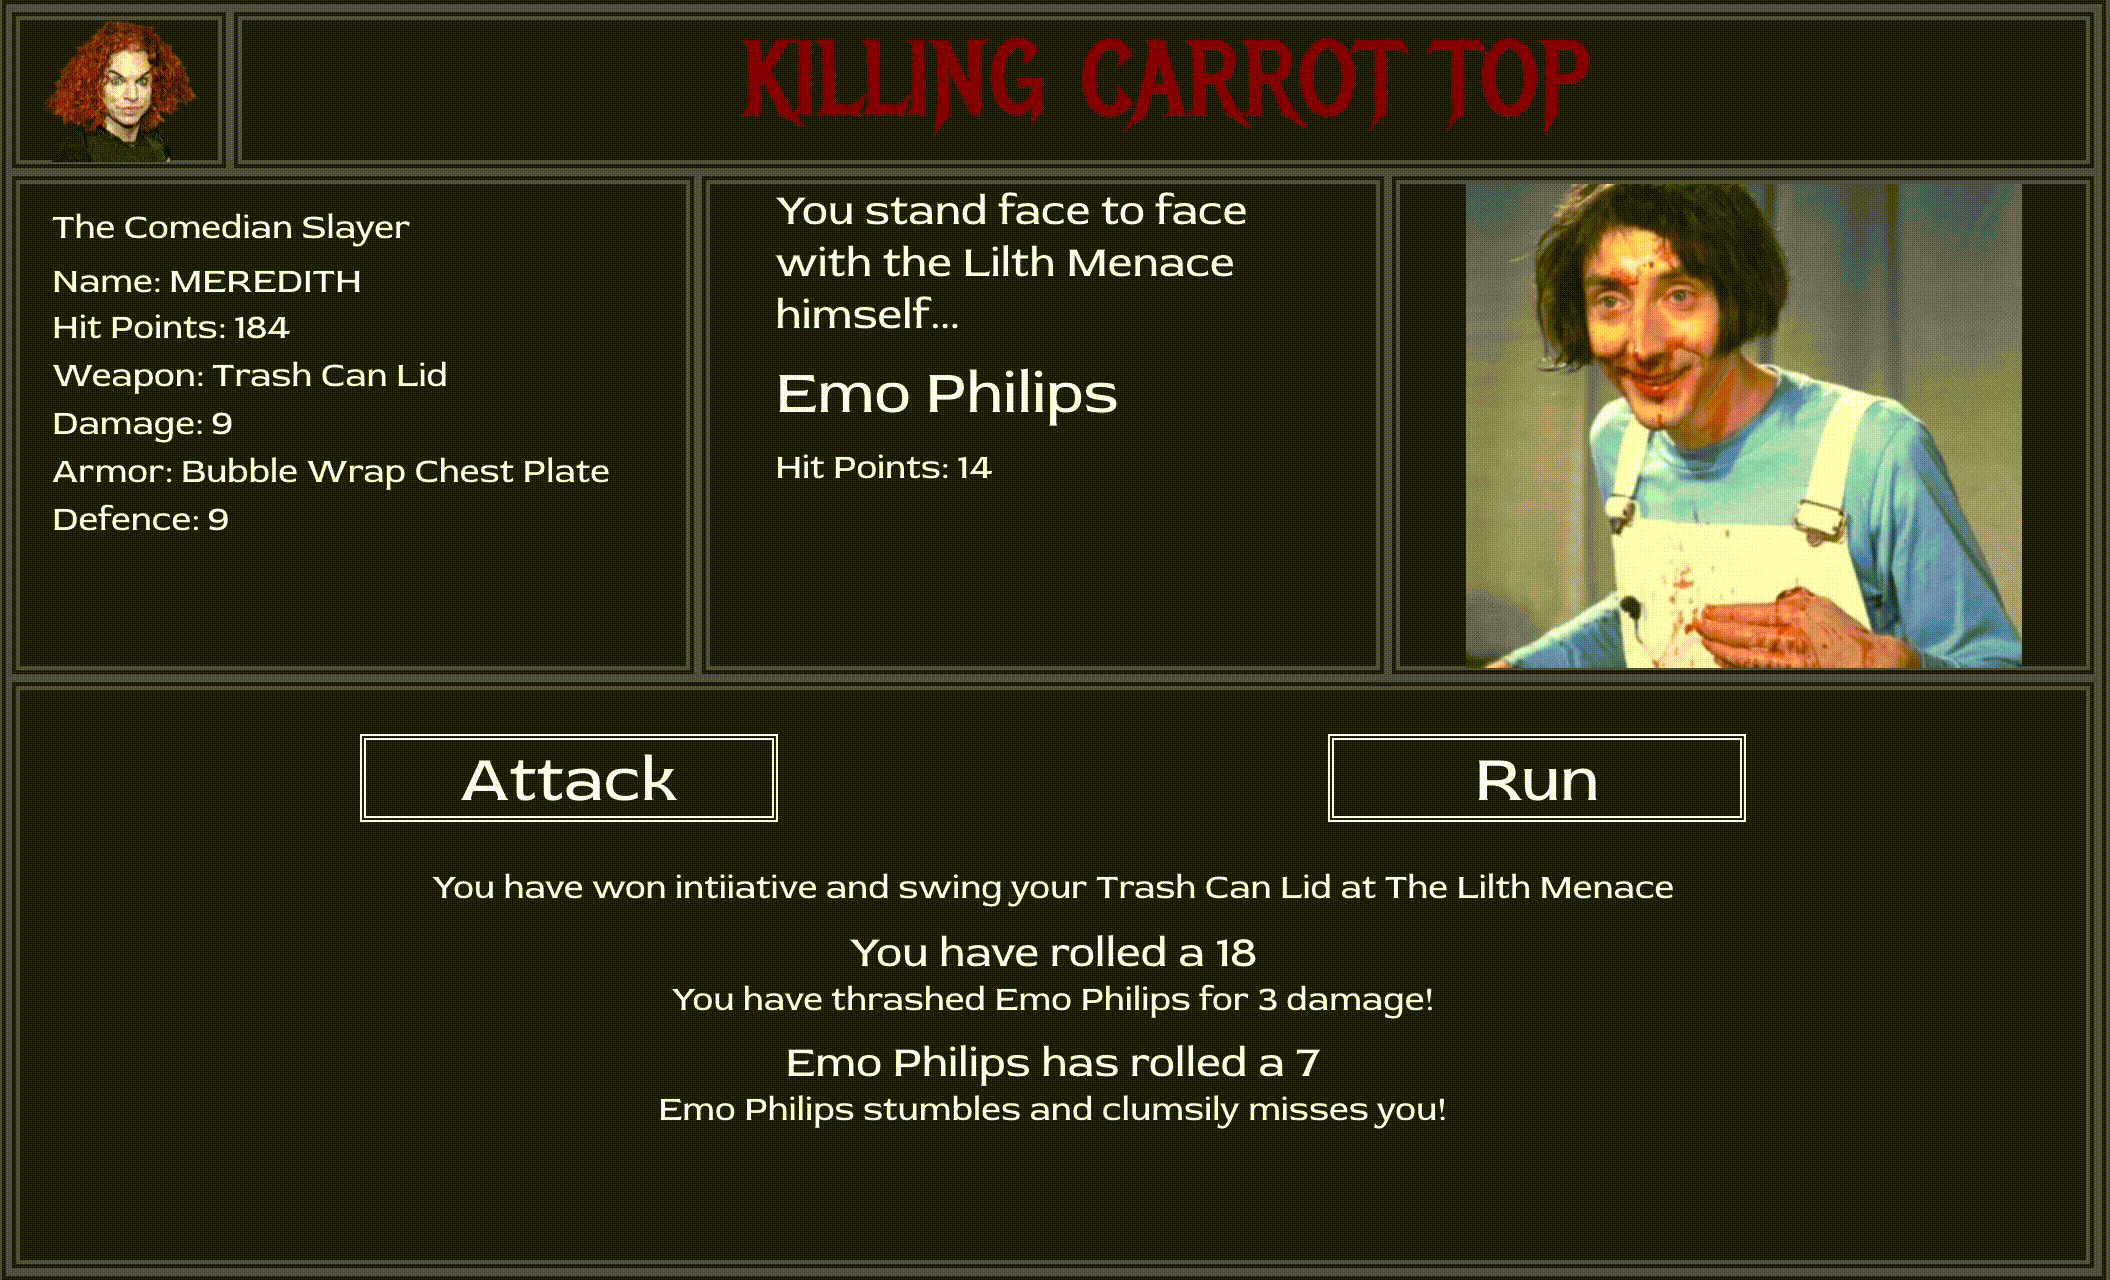 KILLING CARROT TOP
The Comedian Slayer
Name: MEREDITH
Hit Points: 184
Weapon: Trash Can Lid
Damage: 9
Armor: Bubble Wrap Chest Plate
Defence: 9
You stand face to face
with the Lilth Menace
himself...
Emo Philips
Hit Points: 14
Attack
Run
You have won intiiative and swing your Trash Can Lid at The Lilth Menace
You have rolled a 18
You have thrashed Emo Philips for 3 damage!
Emo Philips has rolled a 7
Emo Philips stumbles and clumsily misses you!